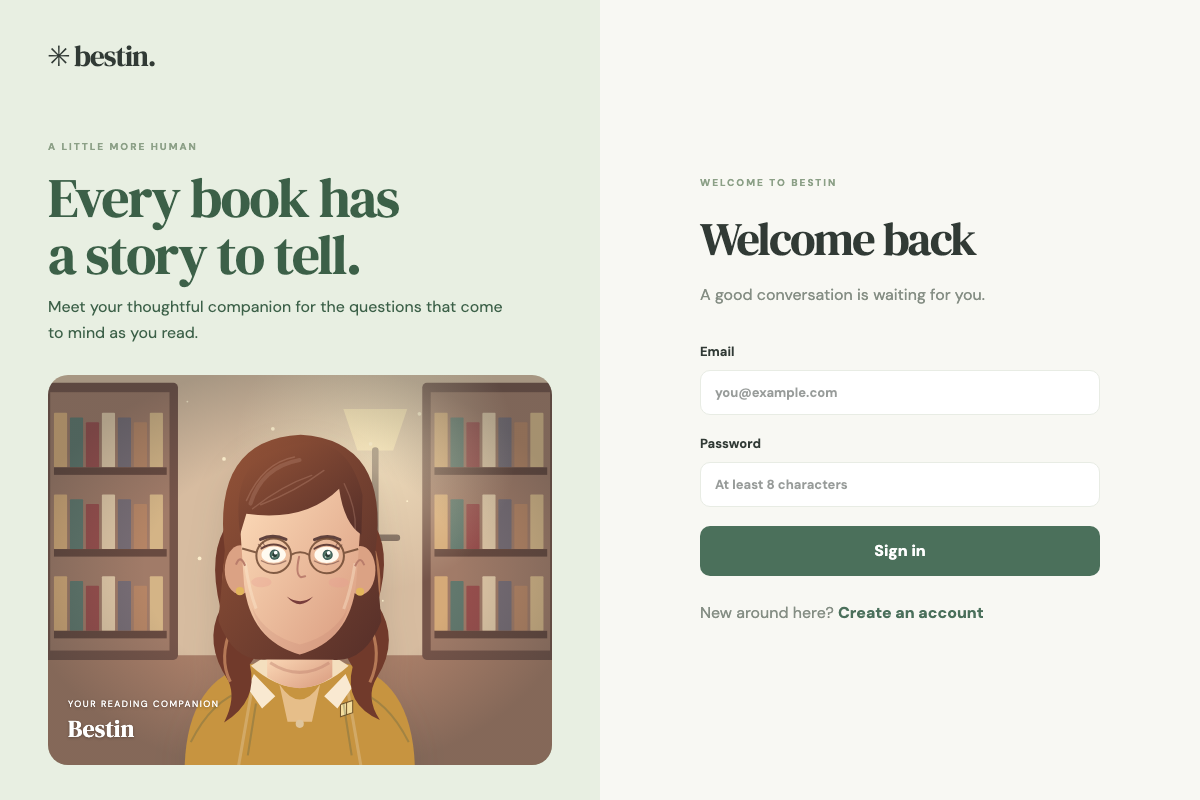 bestin.
A LITTLE MORE HUMAN
Every book has
a story to tell.
Meet your thoughtful companion for the questions that come
to mind as you read.
YOUR READING COMPANION
Bestin
WELCOME TO BESTIN
Welcome back
A good conversation is waiting for you.
Email
you@example.com
Password
At least 8 characters
Sign in
New around here? Create an account